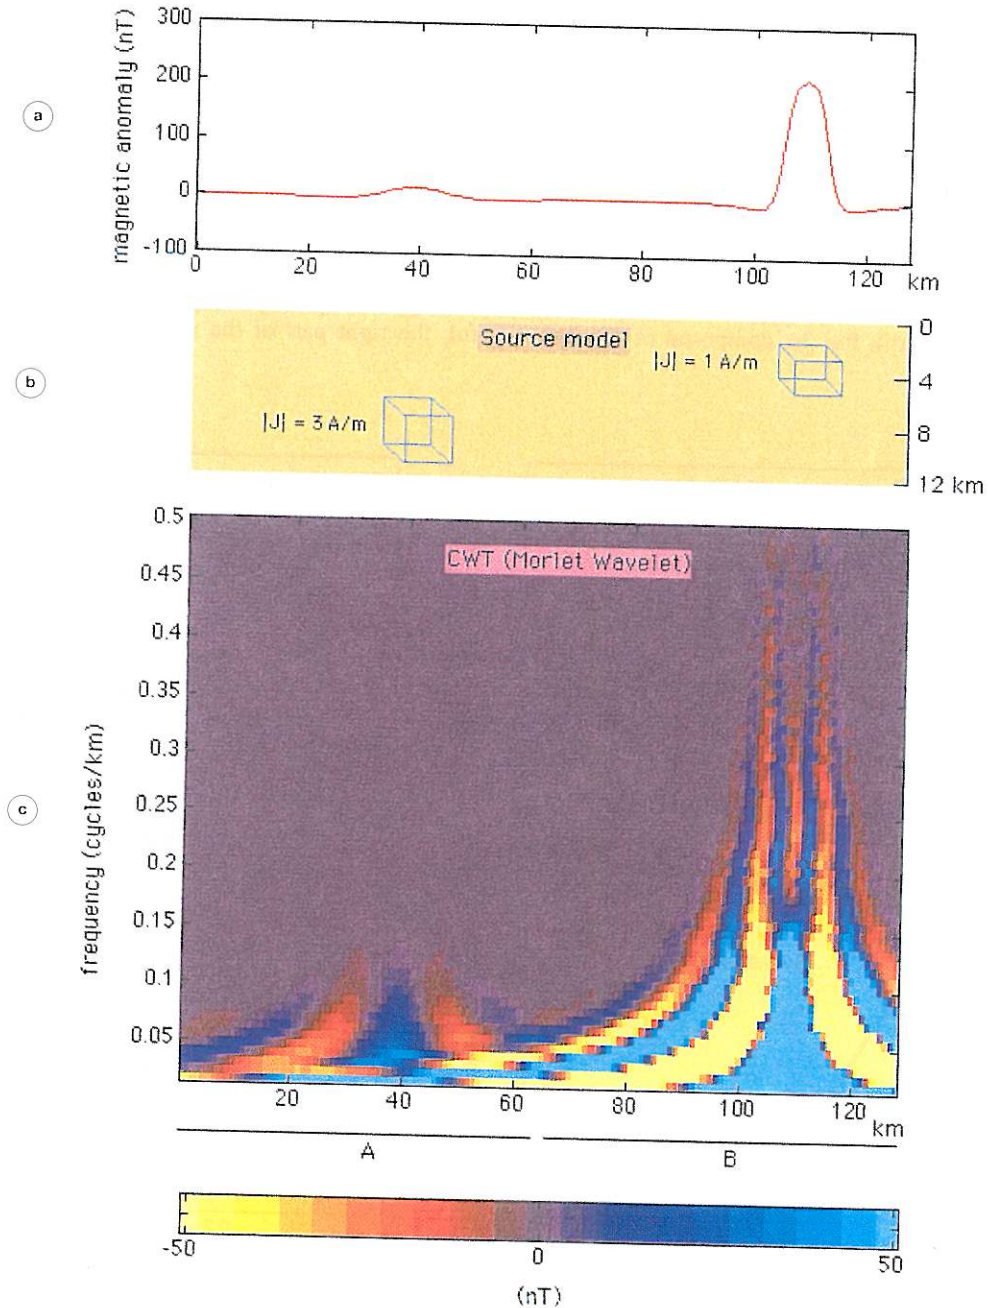 a
magnetic anomaly (nT)
300
200
100
0
-100
0 20 40 60 80 100 120 km
b
Source model
|J| = 1 A/m
|J| = 3 A/m
0
4
8
12 km
c
CWT (Morlet Wavelet)
frequency (cycles/km)
0.5
0.45
0.4
0.35
0.3
0.25
0.2
0.15
0.1
0.05
20 40 60 80 100 120
km
A B
-50 0 50
(nT)